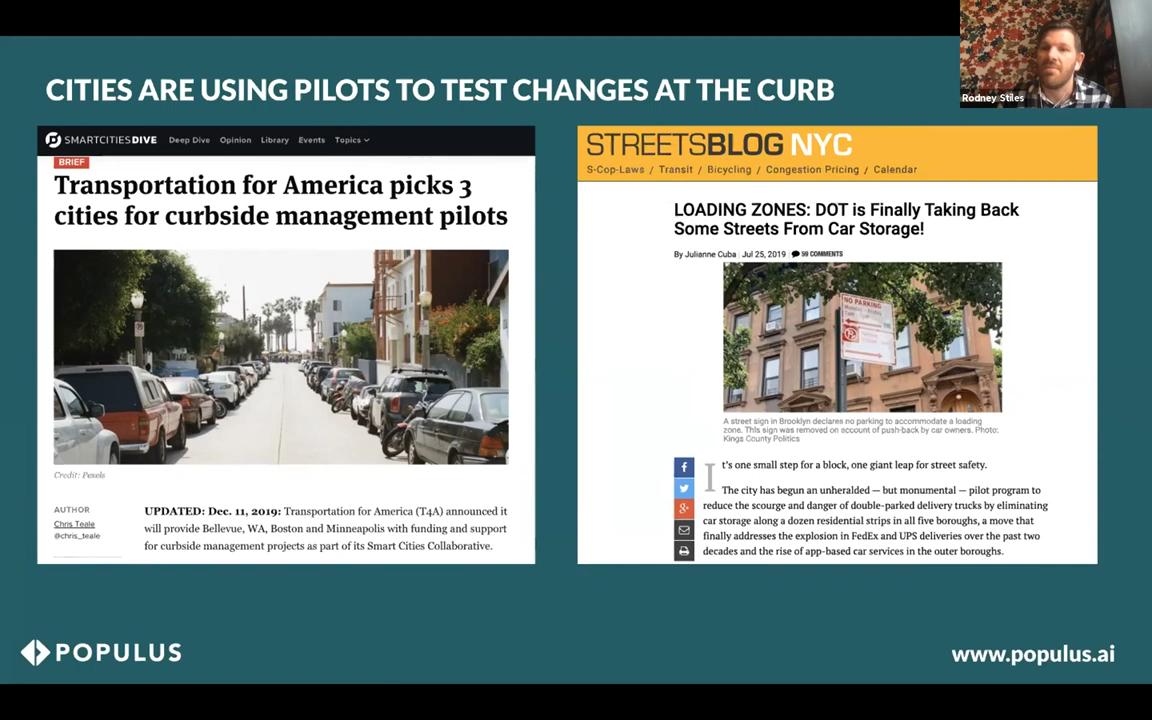 Rodney Stiles
CITIES ARE USING PILOTS TO TEST CHANGES AT THE CURB
SMARTCITIESDIVE Deep Dive Opinion Library Events Topics
BRIEF
Transportation for America picks 3
cities for curbside management pilots
Credit: Pexels
AUTHOR
Chris Teale
@chris_teale
UPDATED: Dec. 11, 2019: Transportation for America (T4A) announced it
will provide Bellevue, WA, Boston and Minneapolis with funding and support
for curbside management projects as part of its Smart Cities Collaborative.
STREETSBLOG NYC
S-Cop-Laws / Transit / Bicycling / Congestion Pricing / Calendar
LOADING ZONES: DOT is Finally Taking Back
Some Streets From Car Storage!
By Julianne Cuba | Jul 25, 2019 | 59 COMMENTS
NO PARKING
A street sign in Brooklyn declares no parking to accommodate a loading
zone. This sign was removed on account of push-back by car owners. Photo:
Kings County Politics
It's one small step for a block, one giant leap for street safety.
The city has begun an unheralded — but monumental — pilot program to
reduce the scourge and danger of double-parked delivery trucks by eliminating
car storage along a dozen residential strips in all five boroughs, a move that
finally addresses the explosion in FedEx and UPS deliveries over the past two
decades and the rise of app-based car services in the outer boroughs.
POPULUS
www.populus.ai